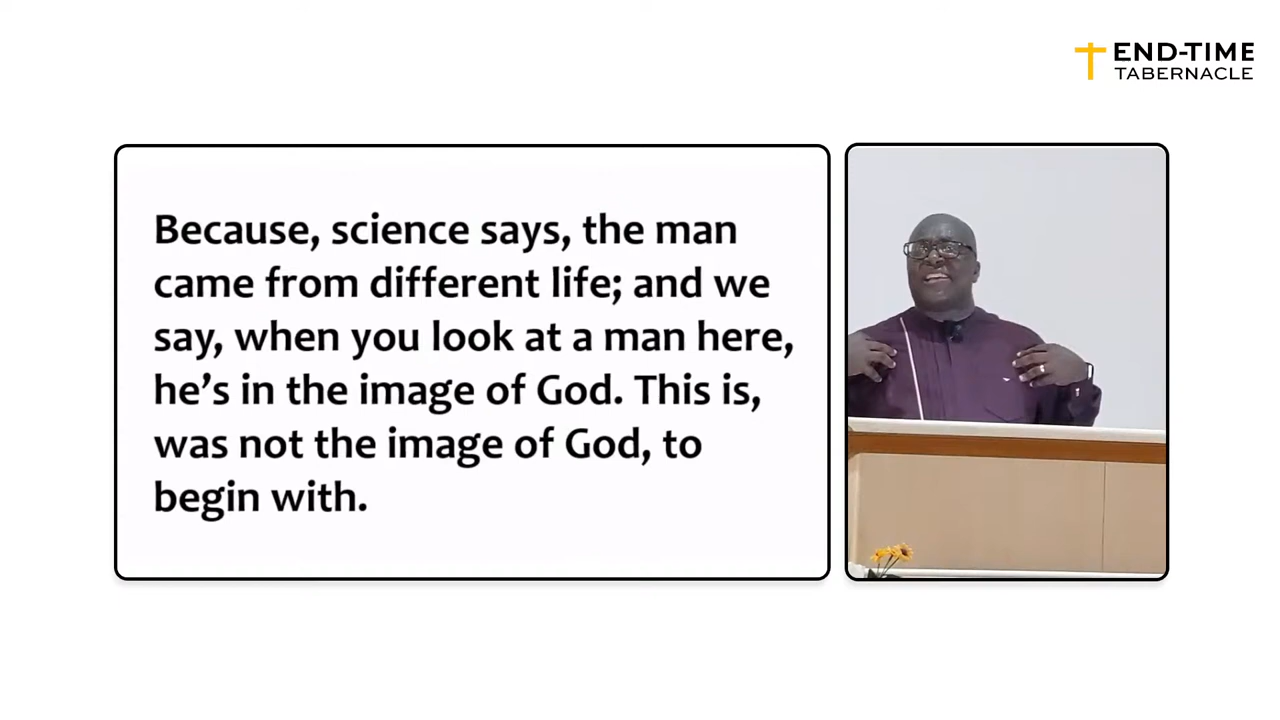 END-TIME
TABERNACLE
Because, science says, the man
came from different life; and we
say, when you look at a man here,
he’s in the image of God. This is,
was not the image of God, to
begin with.